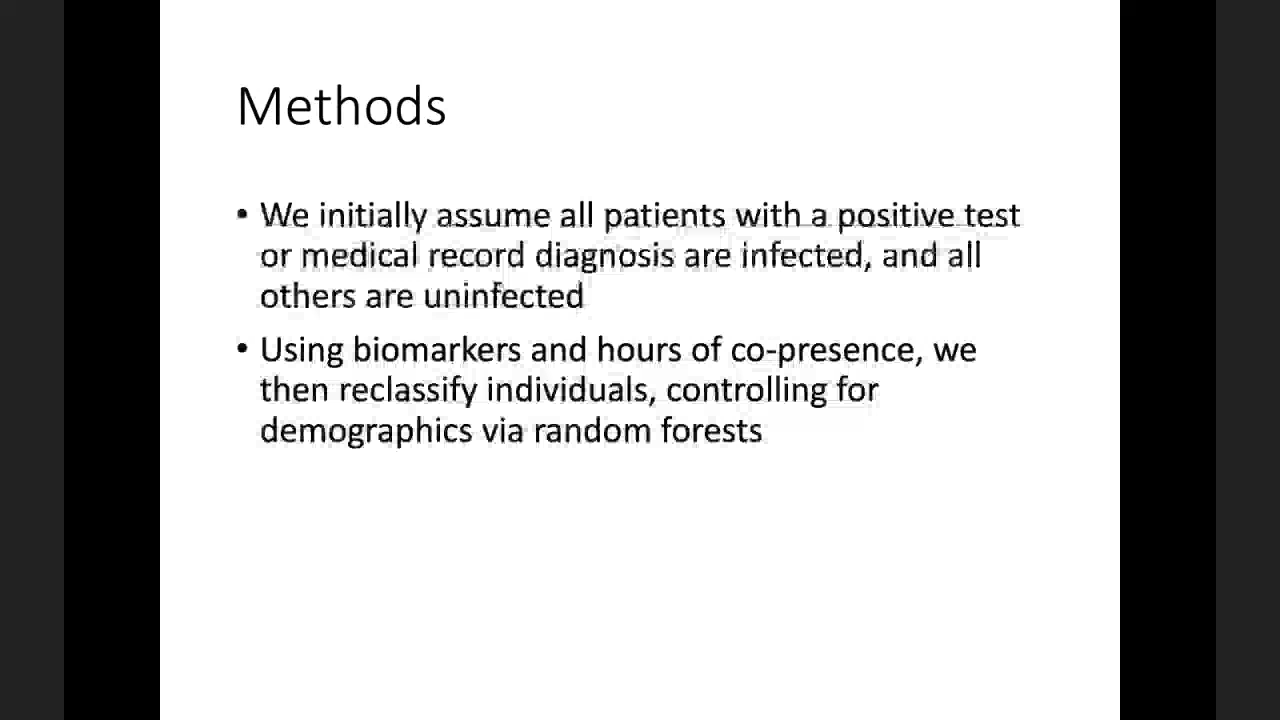 Methods
• We initially assume all patients with a positive test
or medical record diagnosis are infected, and all
others are uninfected
• Using biomarkers and hours of co-presence, we
then reclassify individuals, controlling for
demographics via random forests